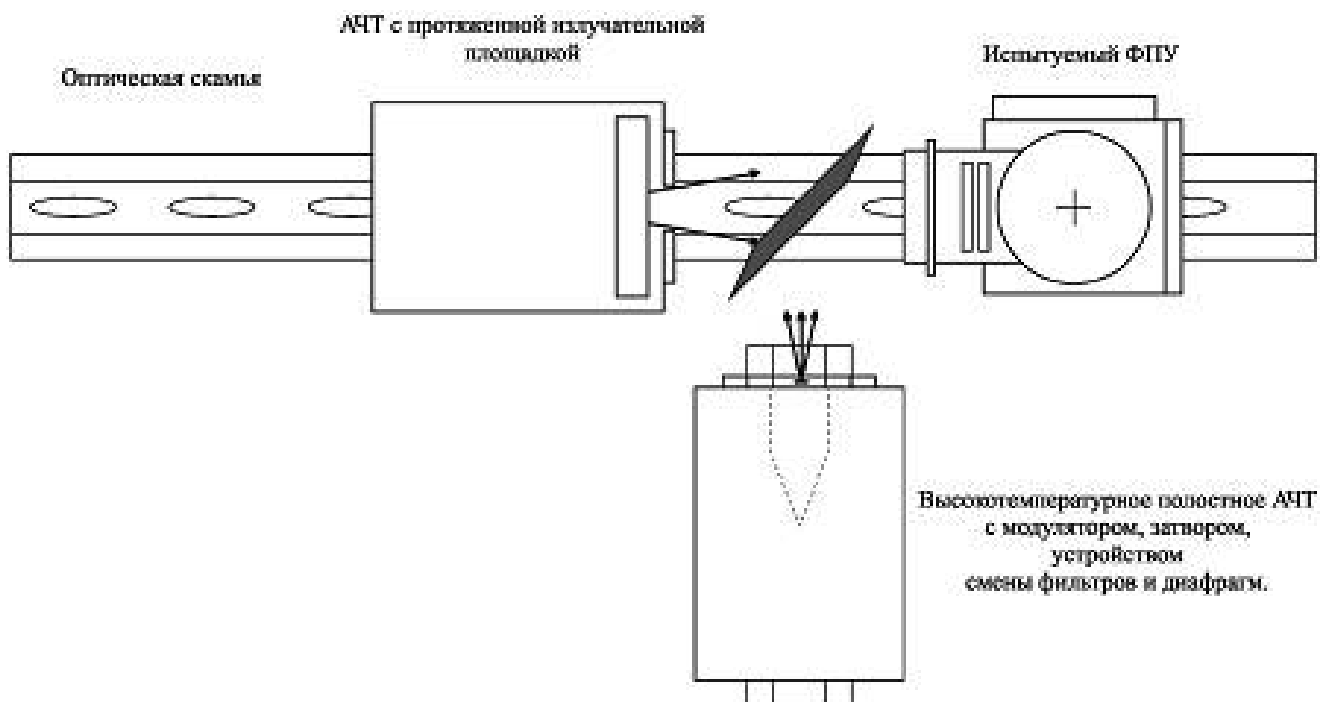 АЧТ с протяженной излучательной
площадкой
Оптическая скамья
Испытуемый ФПУ
Высокотемпературное полостное АЧТ
с модулятором, затвором,
устройством
смены фильтров и диафрагм.